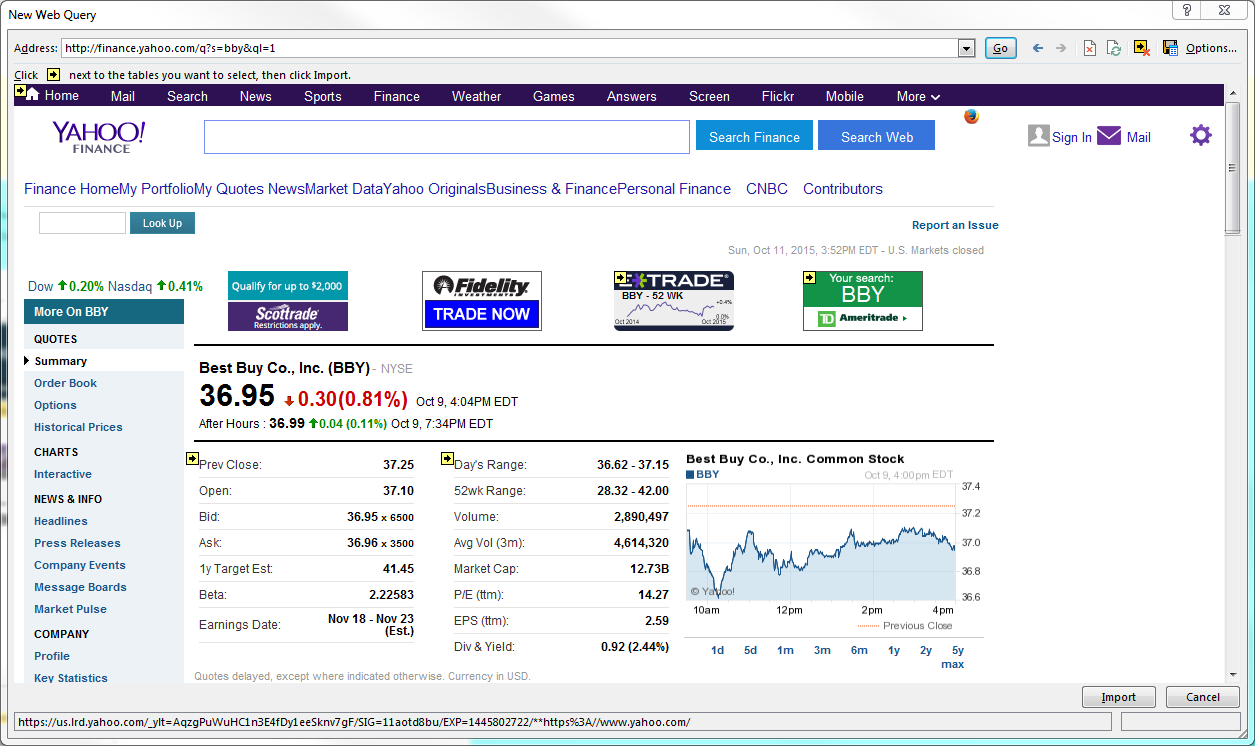 New Web Query
Address: http://finance.yahoo.com/q?s=bby&ql=1 Go Options...
Click next to the tables you want to select, then click Import.
Home Mail Search News Sports Finance Weather Games Answers Screen Flickr Mobile More
YAHOO!
FINANCE
Search Finance Search Web Sign In Mail
Finance HomeMy PortfolioMy Quotes NewsMarket DataYahoo OriginalsBusiness & FinancePersonal Finance CNBC Contributors
Look Up
Report an Issue
Sun, Oct 11, 2015, 3:52PM EDT - U.S. Markets closed
Dow 0.20% Nasdaq 0.41%
Qualify for up to $2,000
Scottrade
Restrictions apply.
Fidelity
INVESTMENTS
TRADE NOW
E*TRADE
BBY - 52 WK
+0.4%
0.0%
Oct 2014 Oct 2015
Your search:
BBY
TD Ameritrade
More On BBY
QUOTES
Summary
Order Book
Options
Historical Prices
CHARTS
Interactive
NEWS & INFO
Headlines
Press Releases
Company Events
Message Boards
Market Pulse
COMPANY
Profile
Key Statistics
Best Buy Co., Inc. (BBY) - NYSE
36.95 0.30(0.81%) Oct 9, 4:04PM EDT
After Hours : 36.99 0.04 (0.11%) Oct 9, 7:34PM EDT
Prev Close: 37.25
Open: 37.10
Bid: 36.95 x 6500
Ask: 36.96 x 3500
1y Target Est: 41.45
Beta: 2.22583
Earnings Date: Nov 18 - Nov 23
(Est.)
Day's Range: 36.62 - 37.15
52wk Range: 28.32 - 42.00
Volume: 2,890,497
Avg Vol (3m): 4,614,320
Market Cap: 12.73B
P/E (ttm): 14.27
EPS (ttm): 2.59
Div & Yield: 0.92 (2.44%)
Best Buy Co., Inc. Common Stock
BBY Oct 9, 4:00pm EDT
37.4
37.2
37.0
36.8
36.6
© Yahoo!
10am 12pm 2pm 4pm
Previous Close
1d 5d 1m 3m 6m 1y 2y 5y
max
Quotes delayed, except where indicated otherwise. Currency in USD.
Import Cancel
https://us.lrd.yahoo.com/_ylt=AqzgPuWuHC1n3E4fDy1eeSknv7gF/SIG=11aotd8bu/EXP=1445802722/**https%3A//www.yahoo.com/